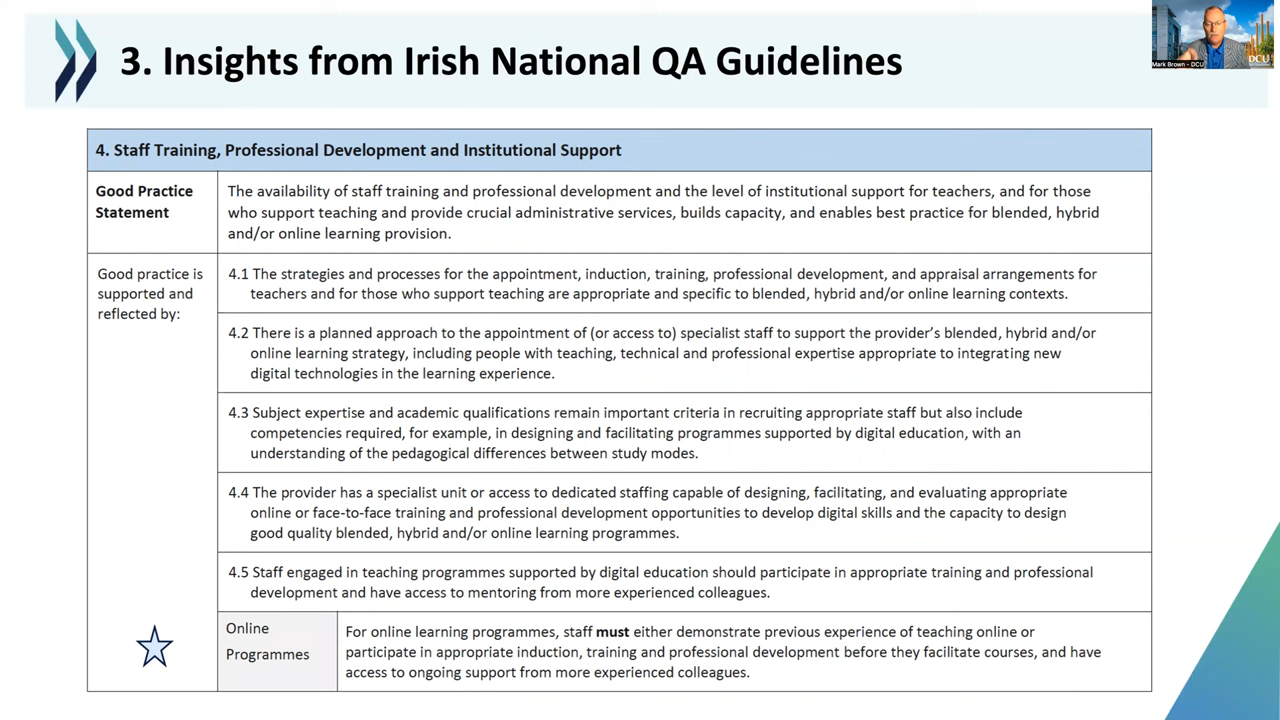 3. Insights from Irish National QA Guidelines
Mark Brown - DCU
DCU
4. Staff Training, Professional Development and Institutional Support
Good Practice
Statement
The availability of staff training and professional development and the level of institutional support for teachers, and for those
who support teaching and provide crucial administrative services, builds capacity, and enables best practice for blended, hybrid
and/or online learning provision.
Good practice is
supported and
reflected by:
4.1 The strategies and processes for the appointment, induction, training, professional development, and appraisal arrangements for
teachers and for those who support teaching are appropriate and specific to blended, hybrid and/or online learning contexts.
4.2 There is a planned approach to the appointment of (or access to) specialist staff to support the provider's blended, hybrid and/or
online learning strategy, including people with teaching, technical and professional expertise appropriate to integrating new
digital technologies in the learning experience.
4.3 Subject expertise and academic qualifications remain important criteria in recruiting appropriate staff but also include
competencies required, for example, in designing and facilitating programmes supported by digital education, with an
understanding of the pedagogical differences between study modes.
4.4 The provider has a specialist unit or access to dedicated staffing capable of designing, facilitating, and evaluating appropriate
online or face-to-face training and professional development opportunities to develop digital skills and the capacity to design
good quality blended, hybrid and/or online learning programmes.
4.5 Staff engaged in teaching programmes supported by digital education should participate in appropriate training and professional
development and have access to mentoring from more experienced colleagues.
Online
Programmes
For online learning programmes, staff must either demonstrate previous experience of teaching online or
participate in appropriate induction, training and professional development before they facilitate courses, and have
access to ongoing support from more experienced colleagues.